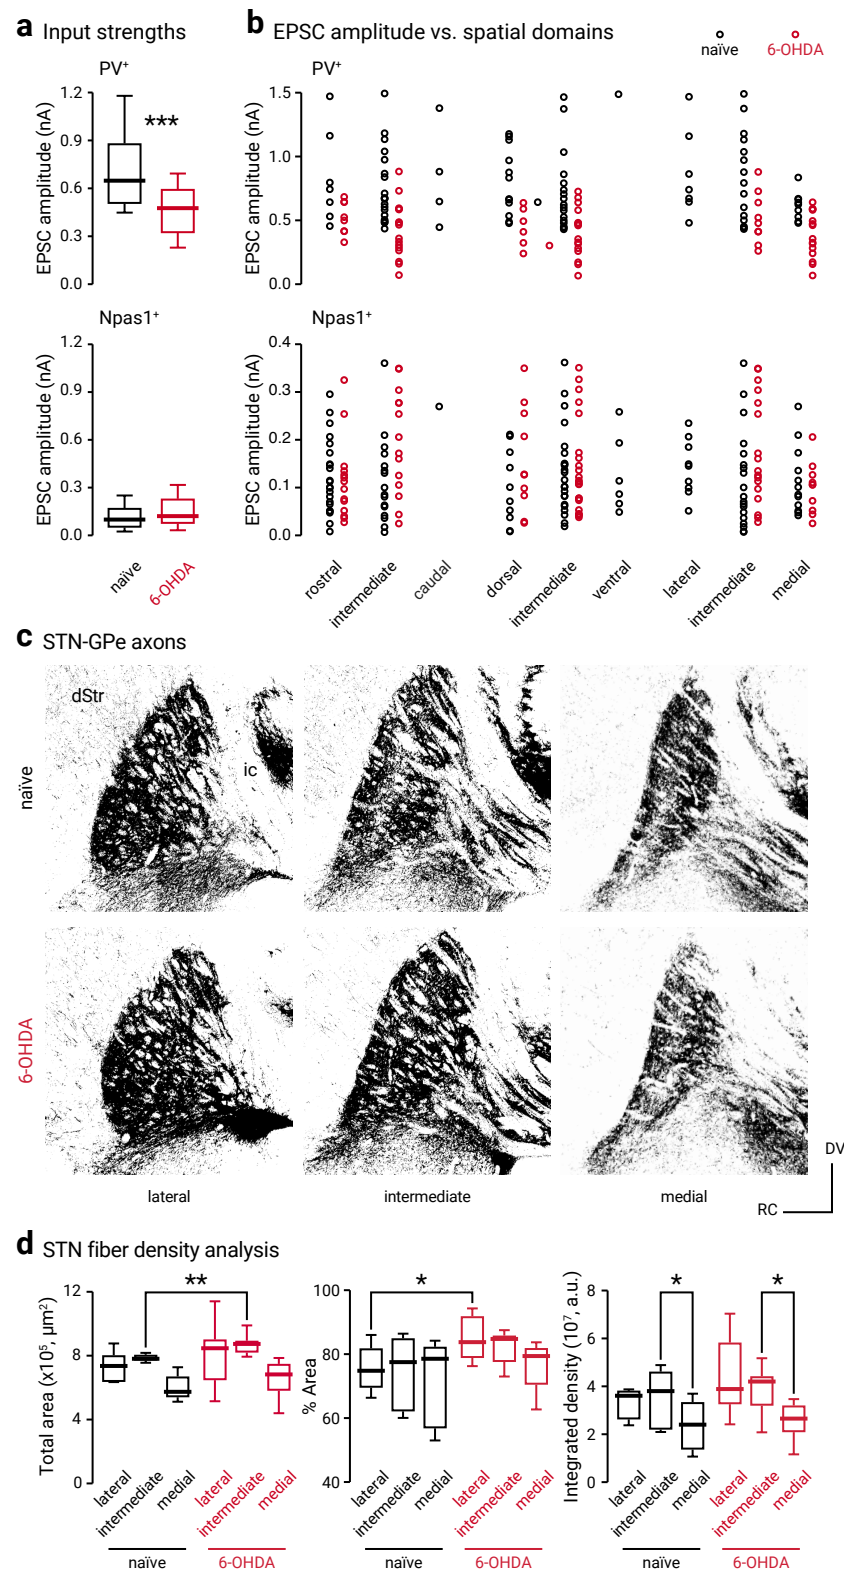 a Input strengths
b EPSC amplitude vs. spatial domains
naïve
6-OHDA
PV+
EPSC amplitude (nA)
1.2
0.9
0.6
0.3
0.0
***
PV+
EPSC amplitude (nA)
1.5
1.0
0.5
0.0
Npas1+
EPSC amplitude (nA)
1.2
0.9
0.6
0.3
0.0
naïve
6-OHDA
Npas1+
EPSC amplitude (nA)
0.4
0.3
0.2
0.1
0.0
rostral
intermediate
caudal
dorsal
intermediate
ventral
lateral
intermediate
medial
c STN-GPe axons
naïve
dStr
ic
6-OHDA
lateral
intermediate
medial
DV
RC
d STN fiber density analysis
Total area (x10⁵, µm²)
12
8
4
0
**
lateral
intermediate
medial
lateral
intermediate
medial
naïve
6-OHDA
% Area
100
80
60
40
*
lateral
intermediate
medial
lateral
intermediate
medial
naïve
6-OHDA
Integrated density (10⁷, a.u.)
8
6
4
2
0
*
*
lateral
intermediate
medial
lateral
intermediate
medial
naïve
6-OHDA